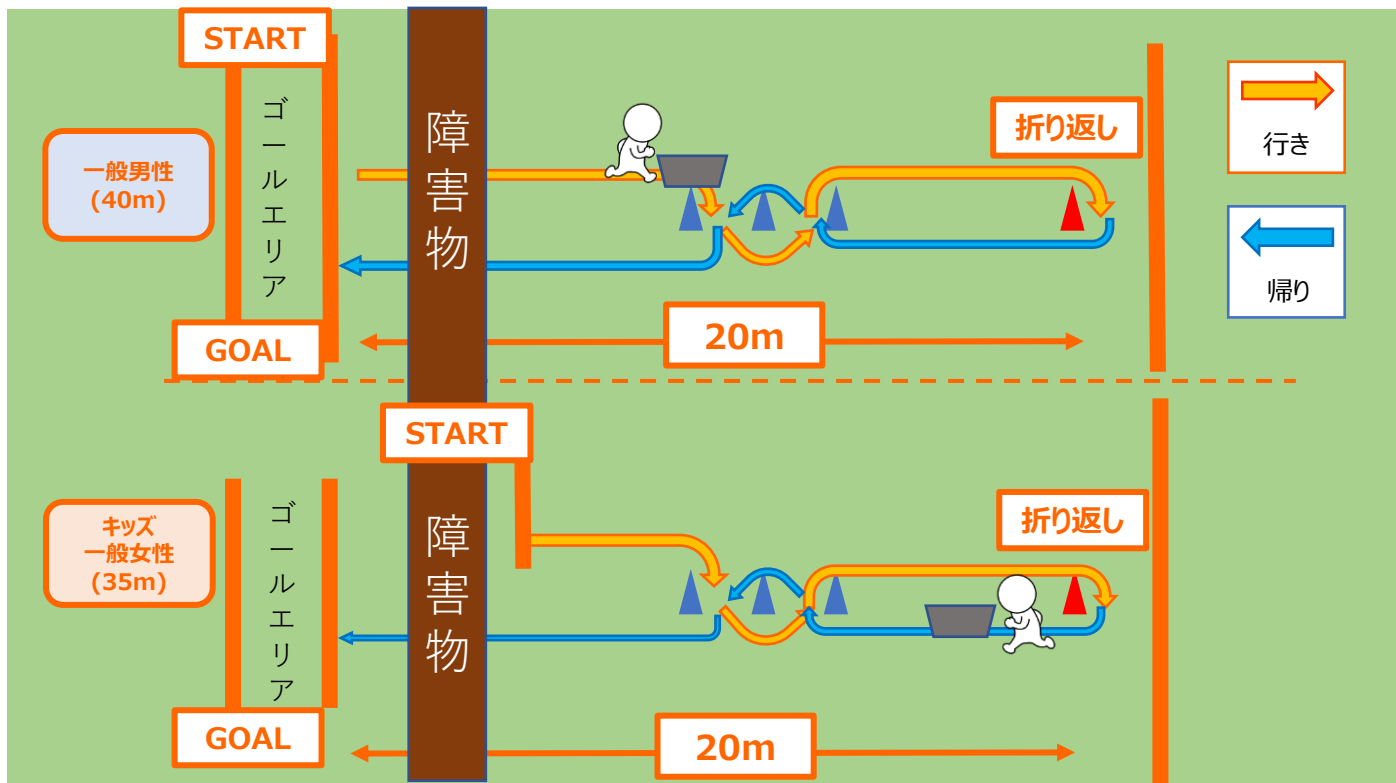 START
ゴールエリア
障害物
一般男性
(40m)
折り返し
行き
帰り
20m
GOAL
START
ゴールエリア
障害物
キッズ
一般女性
(35m)
折り返し
GOAL
20m